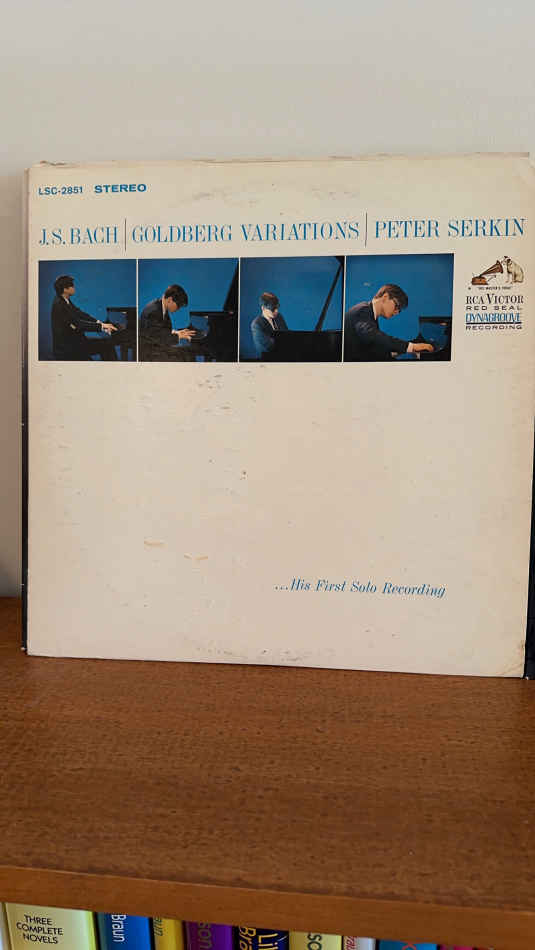 LSC-2851 STEREO
J.S. BACH | GOLDBERG VARIATIONS | PETER SERKIN
"HIS MASTER'S VOICE"
RCA VICTOR
RED SEAL
DYNAGROOVE
RECORDING
...His First Solo Recording
THREE
COMPLETE
NOVELS
Braun
son